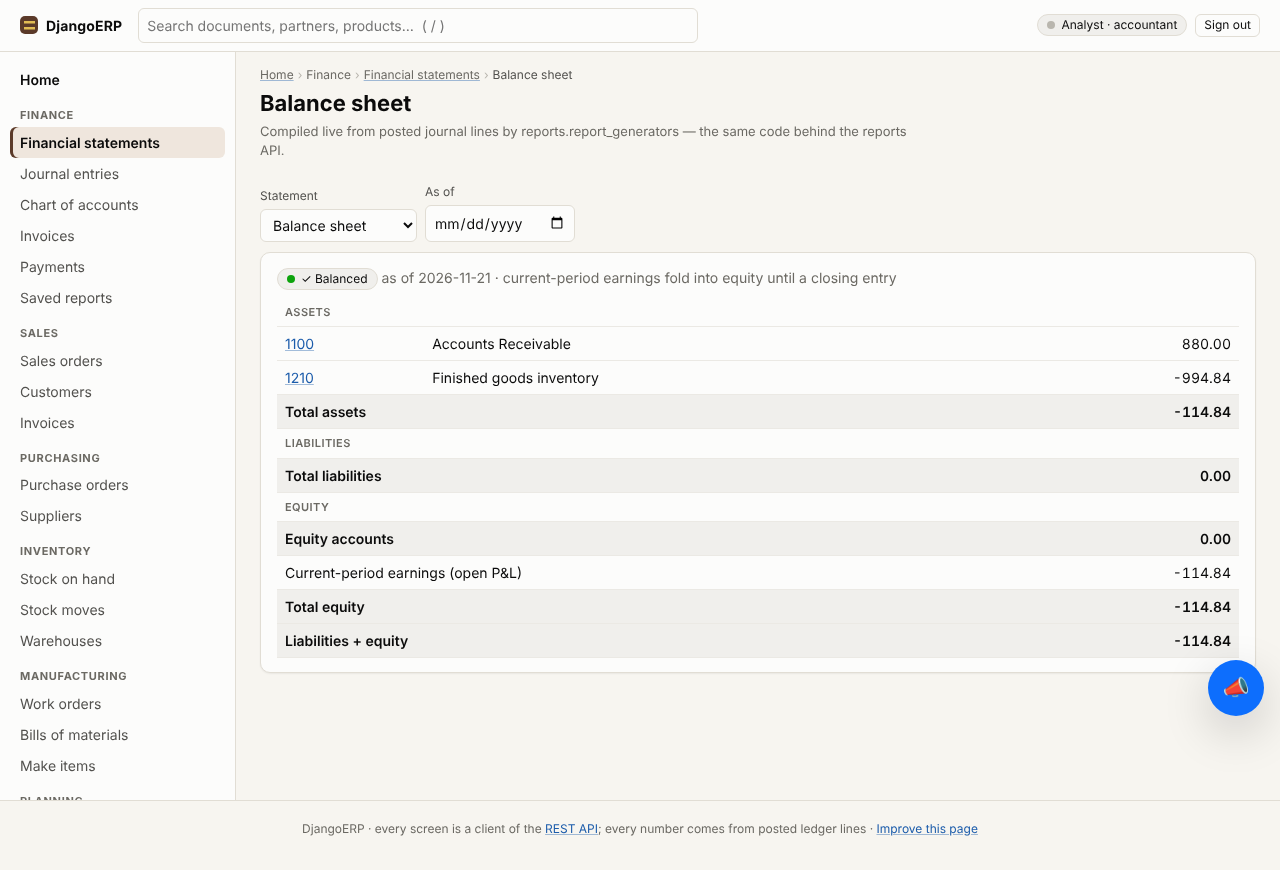 DjangoERP
Search documents, partners, products... ( / )
Analyst · accountant
Sign out
Home
FINANCE
Financial statements
Journal entries
Chart of accounts
Invoices
Payments
Saved reports
SALES
Sales orders
Customers
Invoices
PURCHASING
Purchase orders
Suppliers
INVENTORY
Stock on hand
Stock moves
Warehouses
MANUFACTURING
Work orders
Bills of materials
Make items
PLANNING
Home › Finance › Financial statements › Balance sheet
Balance sheet
Compiled live from posted journal lines by reports.report_generators — the same code behind the reports
API.
Statement
Balance sheet
As of
mm/dd/yyyy
✓ Balanced as of 2026-11-21 · current-period earnings fold into equity until a closing entry
ASSETS
1100 Accounts Receivable 880.00
1210 Finished goods inventory -994.84
Total assets -114.84
LIABILITIES
Total liabilities 0.00
EQUITY
Equity accounts 0.00
Current-period earnings (open P&L) -114.84
Total equity -114.84
Liabilities + equity -114.84
DjangoERP · every screen is a client of the REST API; every number comes from posted ledger lines · Improve this page